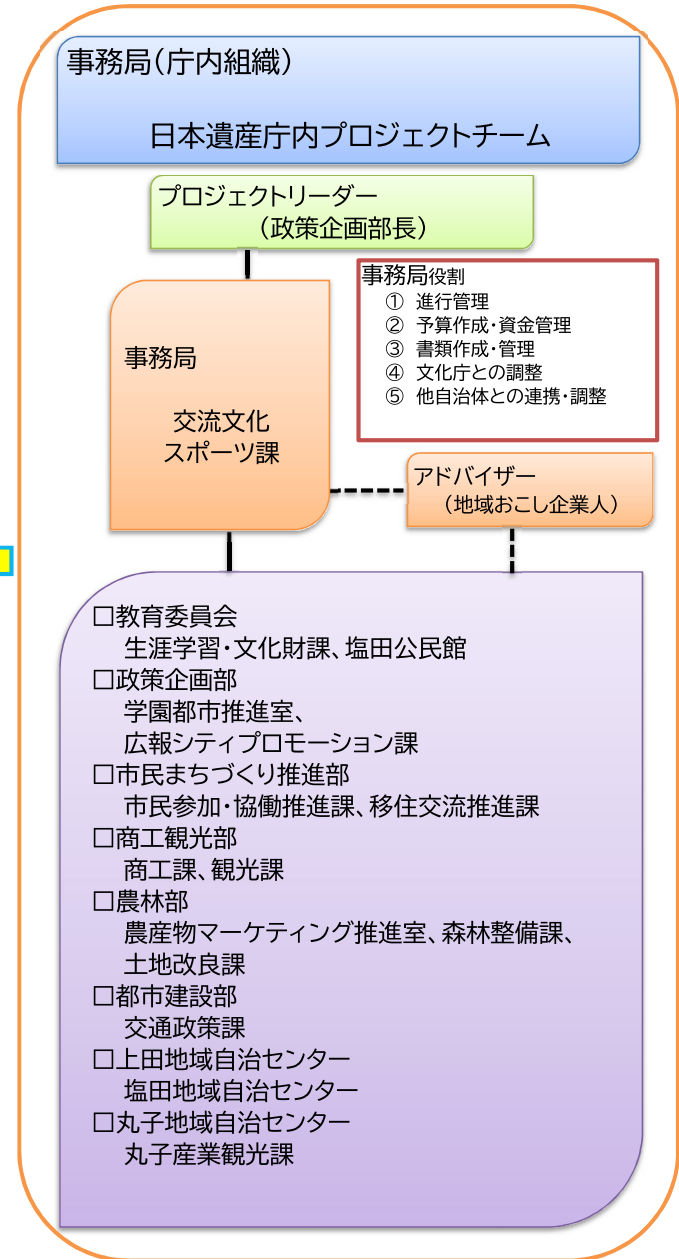 事務局(庁内組織)
日本遺産庁内プロジェクトチーム
プロジェクトリーダー
(政策企画部長)
事務局役割
① 進行管理
② 予算作成・資金管理
③ 書類作成・管理
④ 文化庁との調整
⑤ 他自治体との連携・調整
事務局
交流文化
スポーツ課
アドバイザー
(地域おこし企業人)
□教育委員会
生涯学習・文化財課、塩田公民館
□政策企画部
学園都市推進室、
広報シティプロモーション課
□市民まちづくり推進部
市民参加・協働推進課、移住交流推進課
□商工観光部
商工課、観光課
□農林部
農産物マーケティング推進室、森林整備課、
土地改良課
□都市建設部
交通政策課
□上田地域自治センター
塩田地域自治センター
□丸子地域自治センター
丸子産業観光課